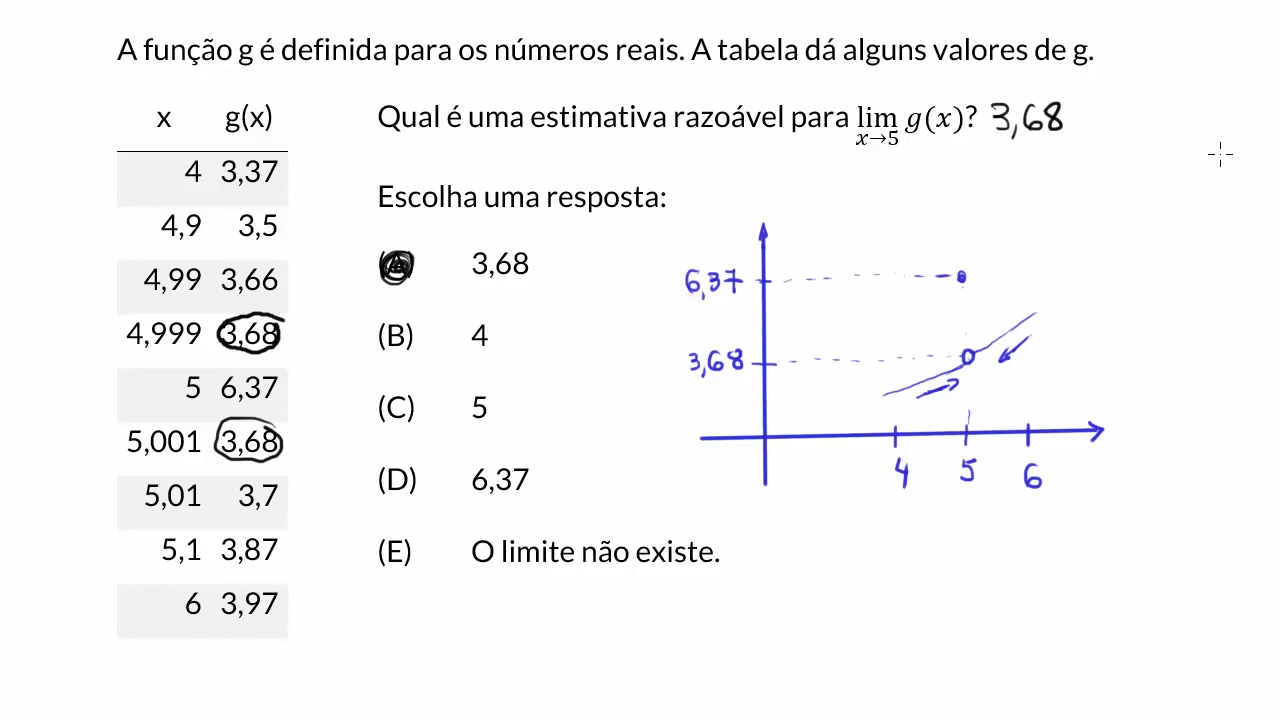 A função g é definida para os números reais. A tabela dá alguns valores de g.
x g(x)
4 3,37
4,9 3,5
4,99 3,66
4,999 3,68
5 6,37
5,001 3,68
5,01 3,7
5,1 3,87
6 3,97
Qual é uma estimativa razoável para lim x→5 g(x)? 3,68
Escolha uma resposta:
(A) 3,68
(B) 4
(C) 5
(D) 6,37
(E) O limite não existe.
6,37
3,68
4 5 6